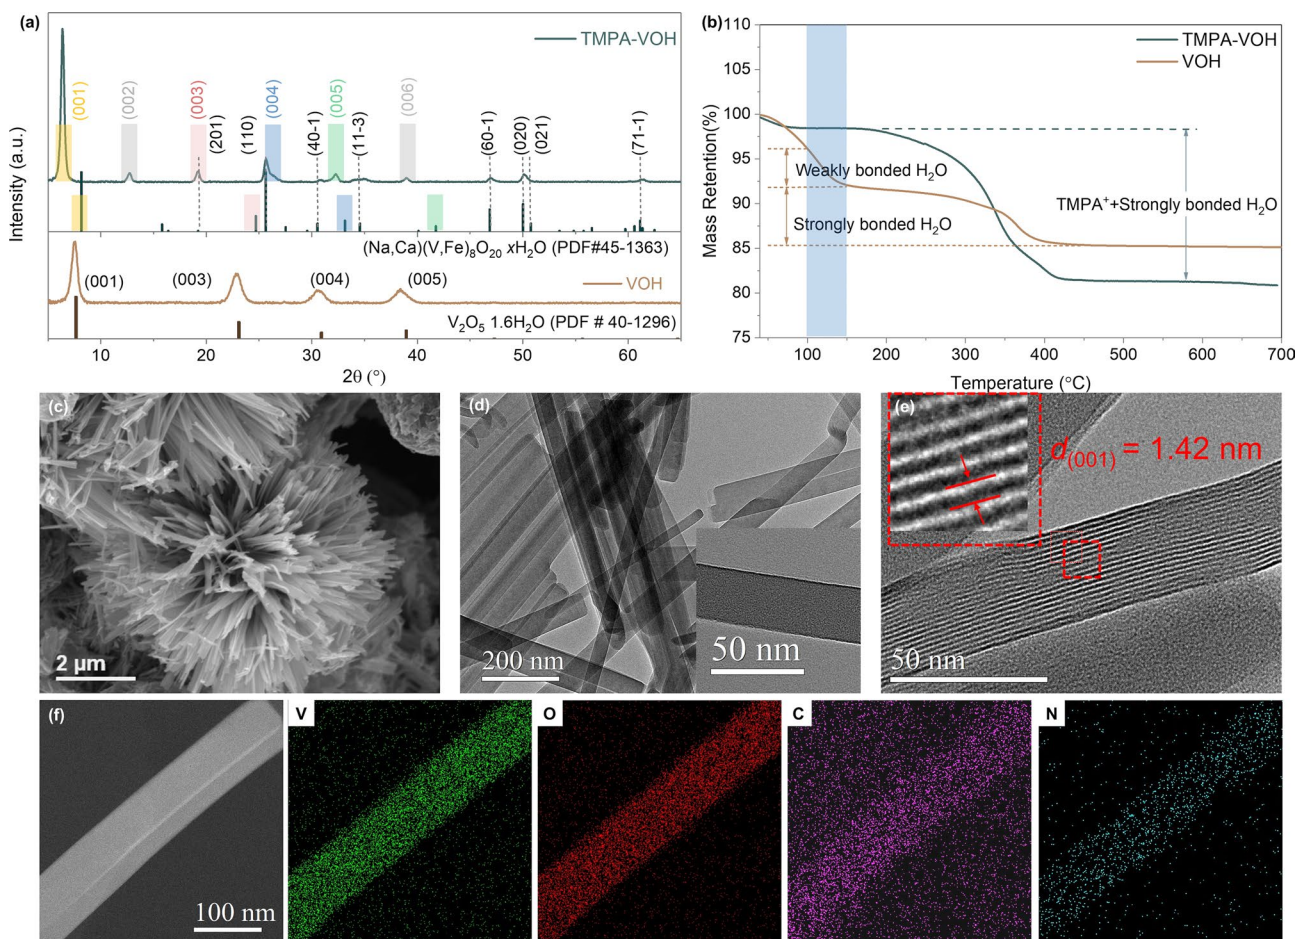 (a)
TMPA-VOH
(001)
(002)
(003)
(201)
(110)
(004)
(40-1)
(005)
(11-3)
(006)
(60-1)
(020)
(021)
(71-1)
(Na,Ca)(V,Fe)8O20 xH2O (PDF#45-1363)
(001)
(003)
(004)
(005)
VOH
V2O5 1.6H2O (PDF # 40-1296)
Intensity (a.u.)
10
20
30
40
50
60
2θ (°)
(b)
110
105
100
95
90
85
80
75
Mass Retention(%)
TMPA-VOH
VOH
Weakly bonded H2O
Strongly bonded H2O
TMPA++Strongly bonded H2O
100
200
300
400
500
600
700
Temperature (°C)
(c)
2 µm
(d)
200 nm
50 nm
(e)
d(001) = 1.42 nm
50 nm
(f)
100 nm
V
O
C
N